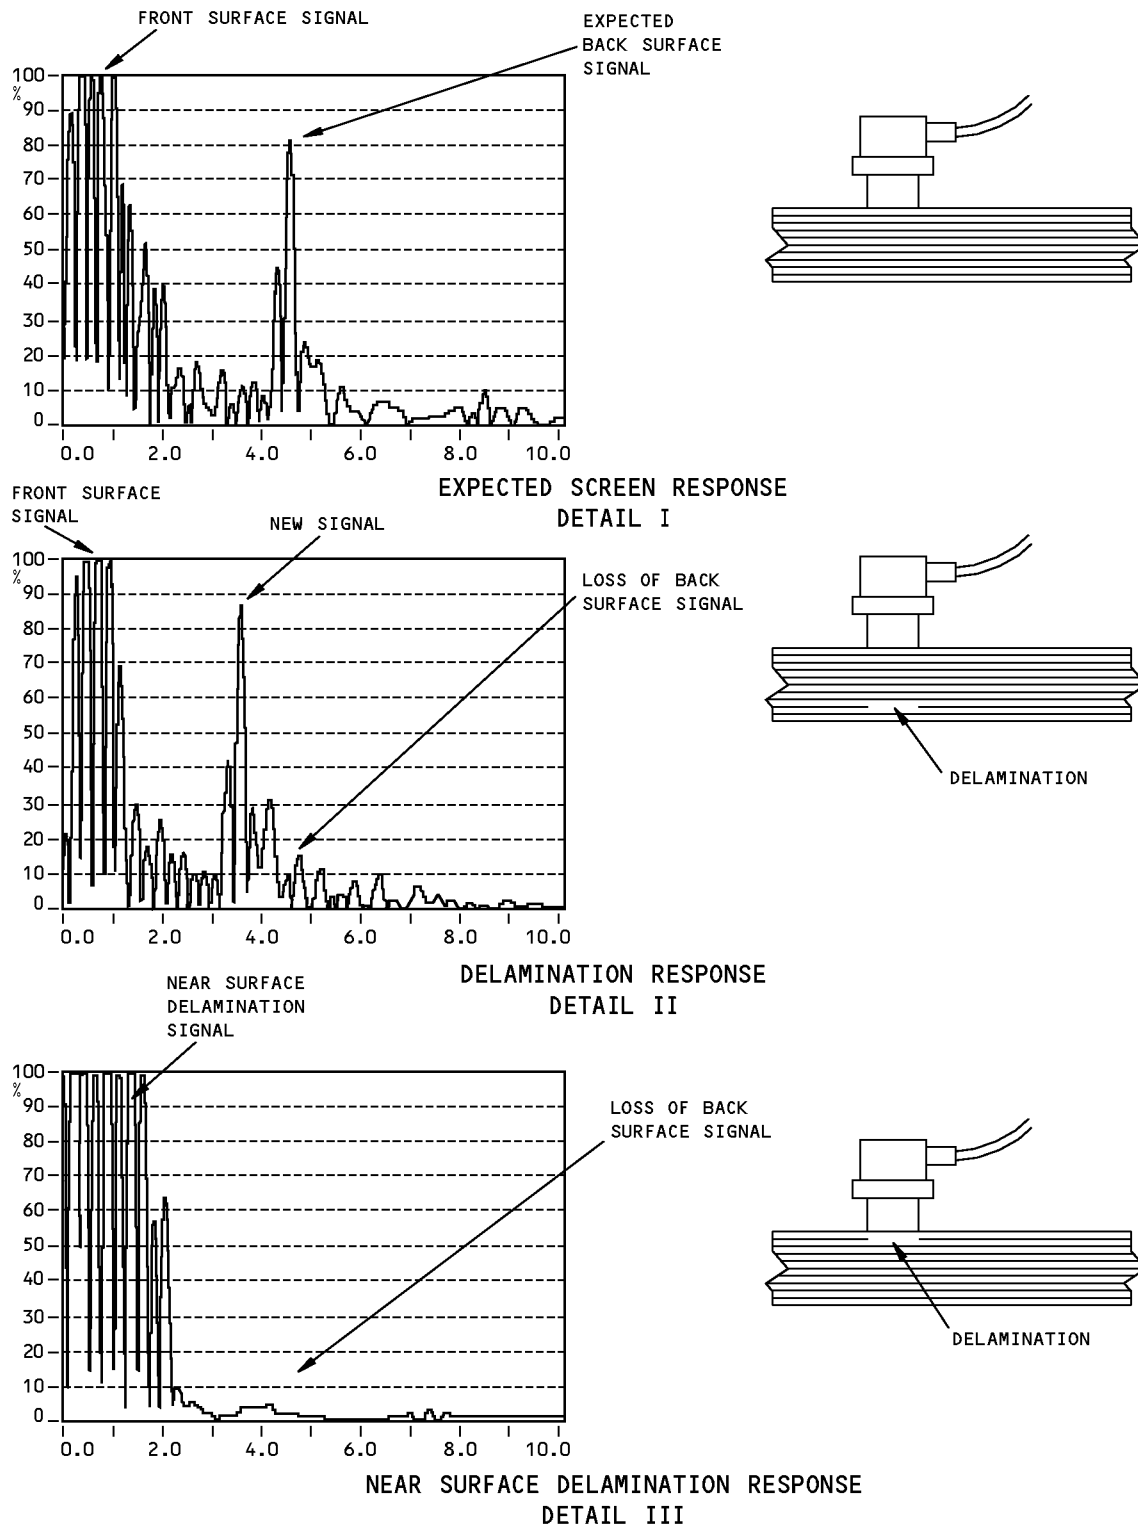 FRONT SURFACE SIGNAL
EXPECTED
BACK SURFACE
SIGNAL
100
%
90
80
70
60
50
40
30
20
10
0
0.0 2.0 4.0 6.0 8.0 10.0
EXPECTED SCREEN RESPONSE
DETAIL I
FRONT SURFACE
SIGNAL
NEW SIGNAL
LOSS OF BACK
SURFACE SIGNAL
100
%
90
80
70
60
50
40
30
20
10
0
0.0 2.0 4.0 6.0 8.0 10.0
DELAMINATION
DELAMINATION RESPONSE
DETAIL II
NEAR SURFACE
DELAMINATION
SIGNAL
LOSS OF BACK
SURFACE SIGNAL
100
%
90
80
70
60
50
40
30
20
10
0
0.0 2.0 4.0 6.0 8.0 10.0
DELAMINATION
NEAR SURFACE DELAMINATION RESPONSE
DETAIL III